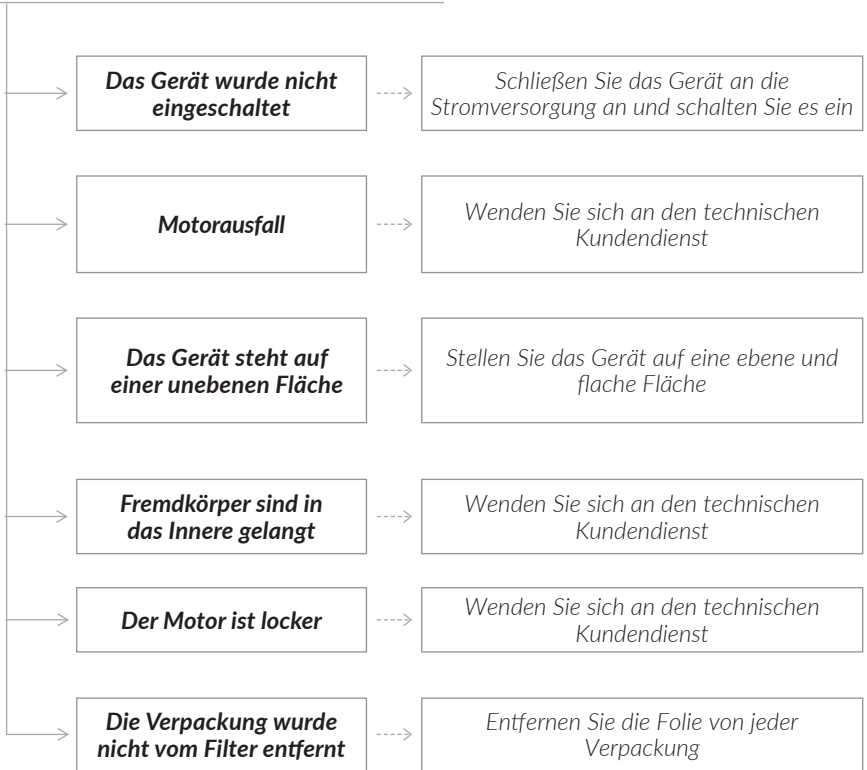 Das Gerät wurde nicht
eingeschaltet
Schließen Sie das Gerät an die
Stromversorgung an und schalten Sie es ein
Motorausfall
Wenden Sie sich an den technischen
Kundendienst
Das Gerät steht auf
einer unebenen Fläche
Stellen Sie das Gerät auf eine ebene und
flache Fläche
Fremdkörper sind in
das Innere gelangt
Wenden Sie sich an den technischen
Kundendienst
Der Motor ist locker
Wenden Sie sich an den technischen
Kundendienst
Die Verpackung wurde
nicht vom Filter entfernt
Entfernen Sie die Folie von jeder
Verpackung